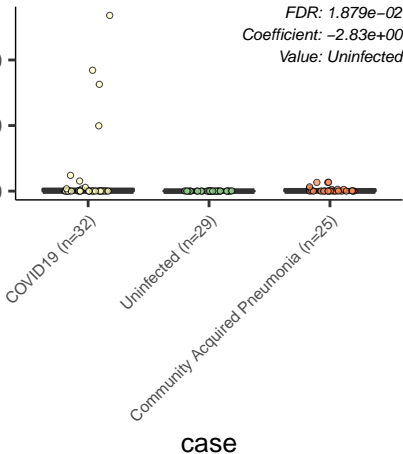 FDR: 1.879e−02
Coefficient: −2.83e+00
Value: Uninfected
COVID19 (n=32)
Uninfected (n=29)
Community Acquired Pneumonia (n=25)
case